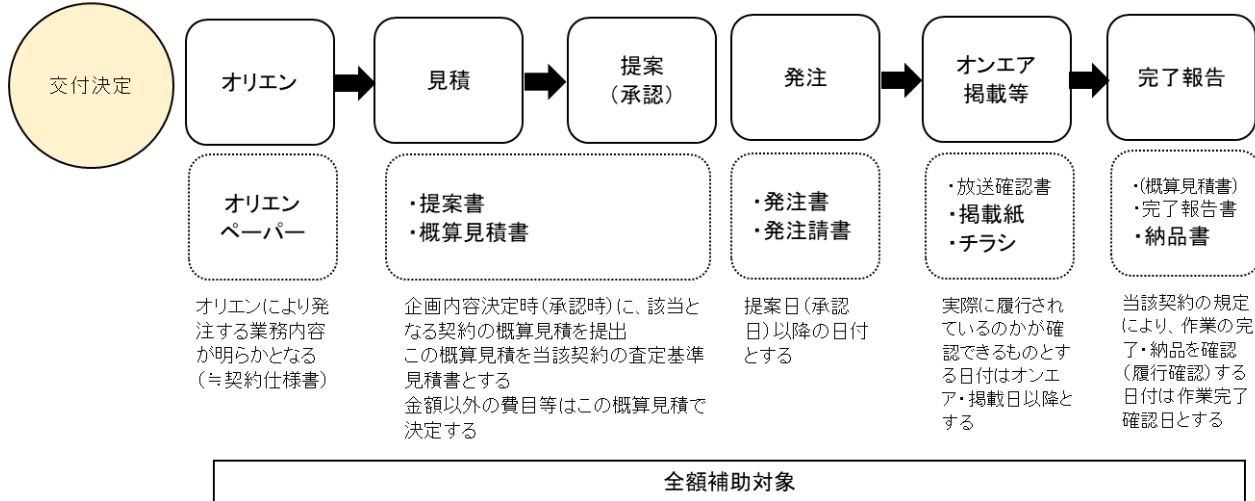 交付決定
オリエン
見積
提案
（承認）
発注
オンエア
掲載等
完了報告
オリエン
ペーパー
・提案書
・概算見積書
・発注書
・発注請書
・放送確認書
・掲載紙
・チラシ
・(概算見積書)
・完了報告書
・納品書
オリエンにより発
注する業務内容
が明らかとなる
（≒契約仕様書）
企画内容決定時（承認時）に、該当と
なる契約の概算見積を提出
この概算見積を当該契約の査定基準
見積書とする
金額以外の費目等はこの概算見積で
決定する
提案日（承認
日）以降の日付
とする
実際に履行され
ているのかが確
認できるものとす
る日付はオンエ
ア・掲載日以降と
する
当該契約の規定
により、作業の完
了・納品を確認
（履行確認）する
日付は作業完了
確認日とする
全額補助対象